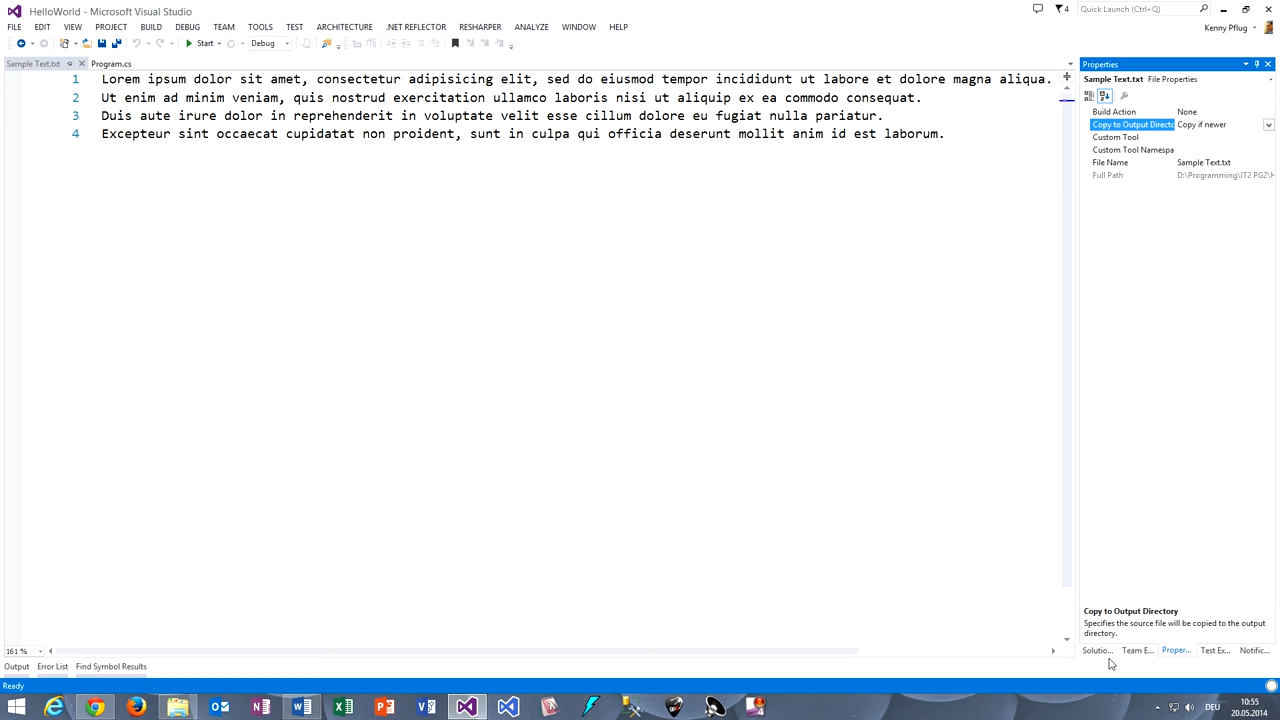 HelloWorld - Microsoft Visual Studio
4
Quick Launch (Ctrl+Q)
FILE EDIT VIEW PROJECT BUILD DEBUG TEAM TOOLS TEST ARCHITECTURE .NET REFLECTOR RESHARPER ANALYZE WINDOW HELP
Kenny Pflug
Start Debug
Sample Text.txt Program.cs
1 Lorem ipsum dolor sit amet, consectetur adipisicing elit, sed do eiusmod tempor incididunt ut labore et dolore magna aliqua.
2 Ut enim ad minim veniam, quis nostrud exercitation ullamco laboris nisi ut aliquip ex ea commodo consequat.
3 Duis aute irure dolor in reprehenderit in voluptate velit esse cillum dolore eu fugiat nulla pariatur.
4 Excepteur sint occaecat cupidatat non proident, sunt in culpa qui officia deserunt mollit anim id est laborum.
Properties
Sample Text.txt File Properties
Build Action None
Copy to Output Directo Copy if newer
Custom Tool
Custom Tool Namespa
File Name Sample Text.txt
Full Path D:\Programming\IT2 PG2\H
Copy to Output Directory
Specifies the source file will be copied to the output
directory.
161 %
Solutio... Team E... Proper... Test Ex... Notific...
Output Error List Find Symbol Results
Ready
DEU
10:55
20.05.2014